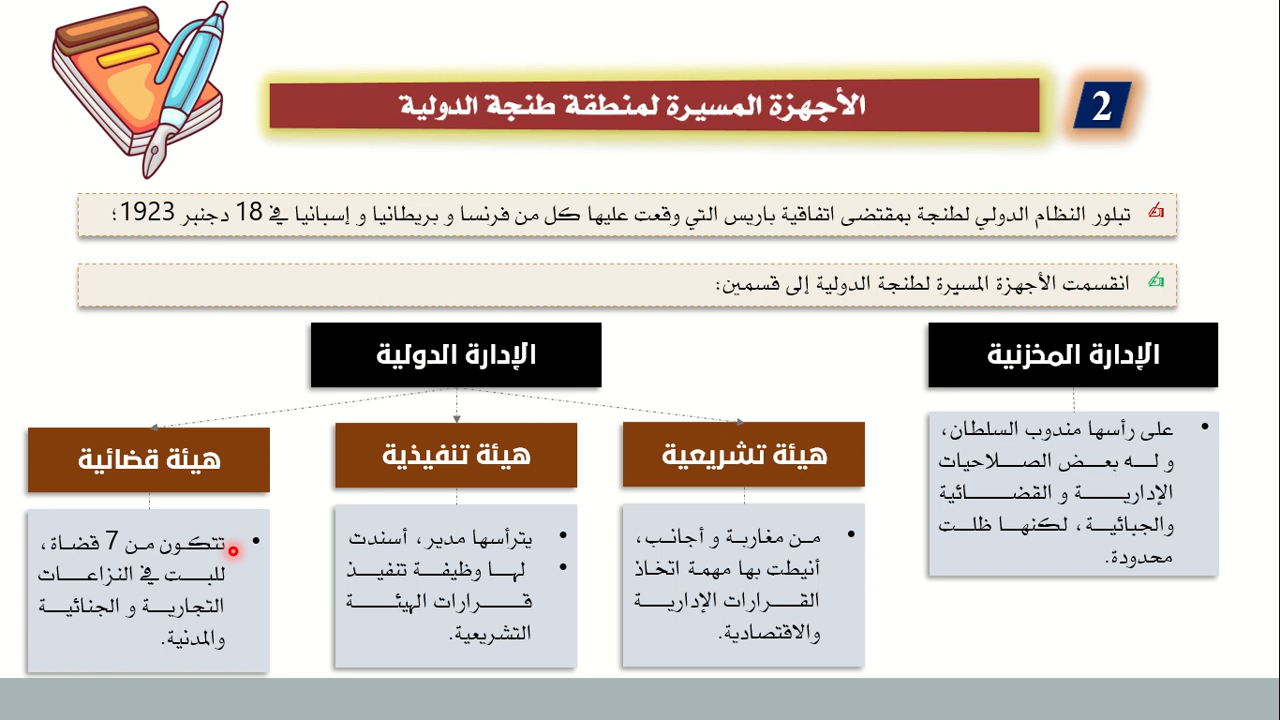 2
الأجهزة المسيرة لمنطقة طنجة الدولية
تبلور النظام الدولي لطنجة بمقتضى اتفاقية باريس التي وقعت عليها كل من فرنسا و بريطانيا و إسبانيا في 18 دجنبر 1923؛
انقسمت الأجهزة المسيرة لطنجة الدولية إلى قسمين:
الإدارة المخزنية
على رأسها مندوب السلطان،
و له بعض الصلاحيات
الإدارية و القضائية
والجبائية، لكنها ظلت
محدودة.
الإدارة الدولية
هيئة تشريعية
من مغاربة و أجانب،
أنيطت بها مهمة اتخاذ
القرارات الإدارية
والاقتصادية.
هيئة تنفيذية
يترأسها مدير، أسندت
لها وظيفة تنفيذ
قرارات الهيئة
التشريعية.
هيئة قضائية
تتكون من 7 قضاة،
للبت في النزاعات
التجارية و الجنائية
والمدنية.